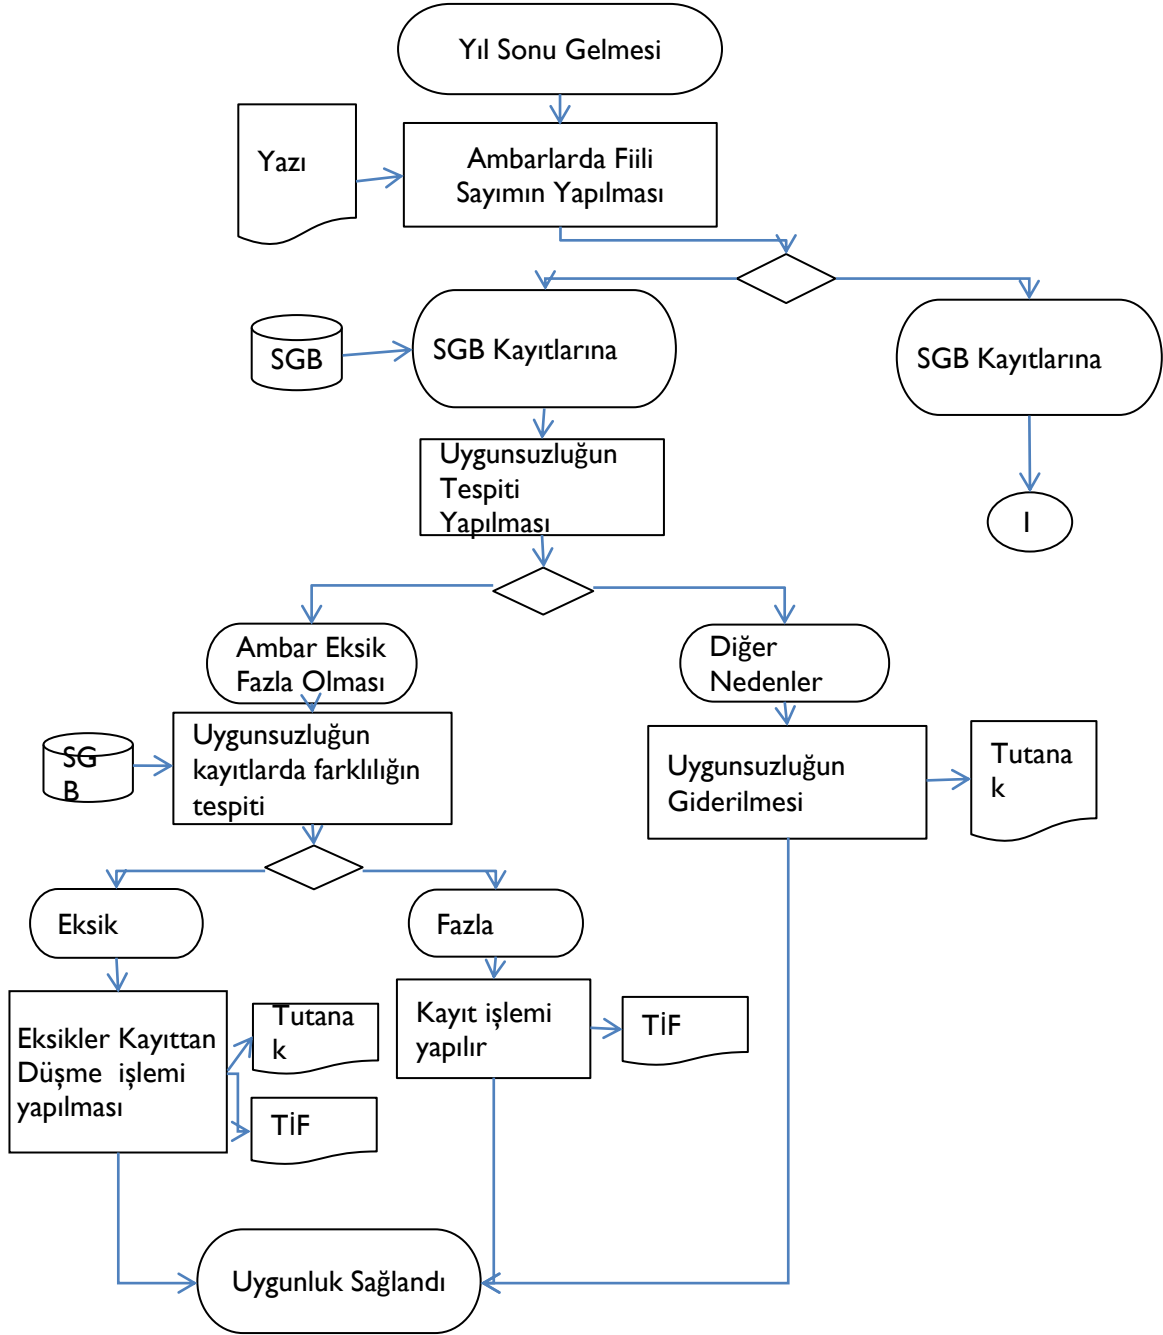 Yıl Sonu Gelmesi
Yazı
Ambarlarda Fiili
Sayımın Yapılması
SGB
SGB Kayıtlarına
SGB Kayıtlarına
Uygunsuzluğun
Tespiti
Yapılması
I
Ambar Eksik
Fazla Olması
Diğer
Nedenler
SG
B
Uygunsuzluğun
kayıtlarda farklılığın
tespiti
Uygunsuzluğun
Giderilmesi
Tutana
k
Eksik
Fazla
Eksikler Kayıttan
Düşme işlemi
yapılması
Tutana
k
TİF
Kayıt işlemi
yapılır
TİF
Uygunluk Sağlandı